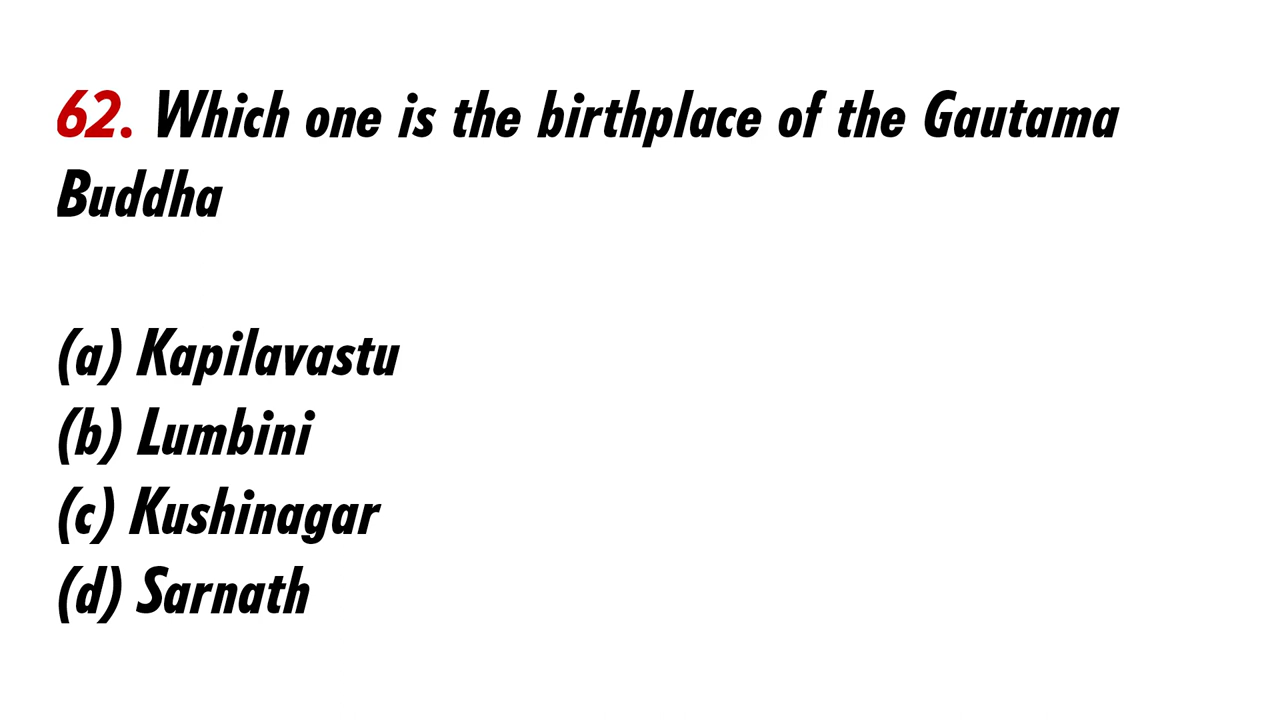 62. Which one is the birthplace of the Gautama
Buddha
(a) Kapilavastu
(b) Lumbini
(c) Kushinagar
(d) Sarnath